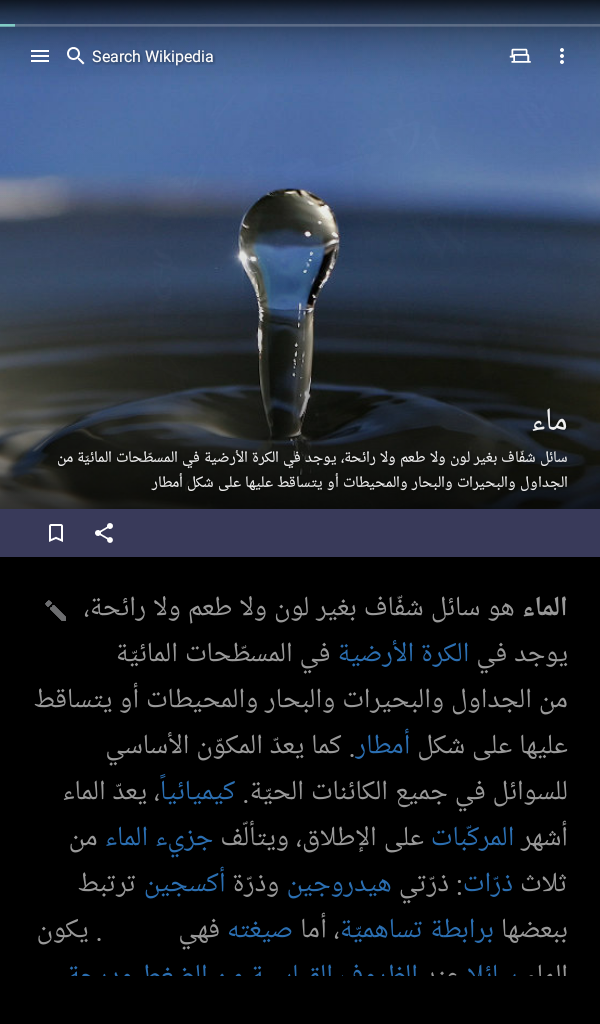 Search Wikipedia
ماء
سائل شفّاف بغير لون ولا طعم ولا رائحة، يوجد في الكرة الأرضية في المسطّحات المائيّة من
الجداول والبحيرات والبحار والمحيطات أو يتساقط عليها على شكل أمطار
الماء هو سائل شفّاف بغير لون ولا طعم ولا رائحة،
يوجد في الكرة الأرضية في المسطّحات المائيّة
من الجداول والبحيرات والبحار والمحيطات أو يتساقط
عليها على شكل أمطار. كما يعدّ المكوّن الأساسي
للسوائل في جميع الكائنات الحيّة. كيميائياً، يعدّ الماء
أشهر المركّبات على الإطلاق، ويتألّف جزيء الماء من
ثلاث ذرّات: ذرّتي هيدروجين وذرّة أكسجين ترتبط
ببعضها برابطة تساهميّة، أما صيغته فهي . يكون